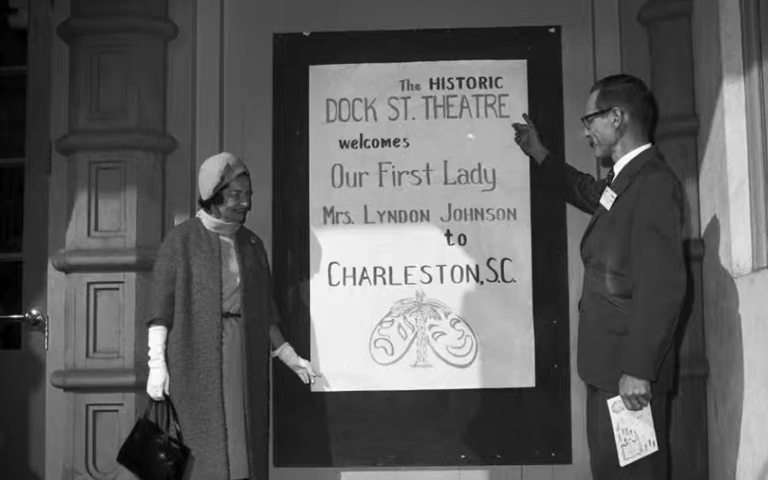 The HISTORIC
DOCK ST. THEATRE
welcomes
Our First Lady
MRS. LYNDON JOHNSON
to
CHARLESTON, S.C.